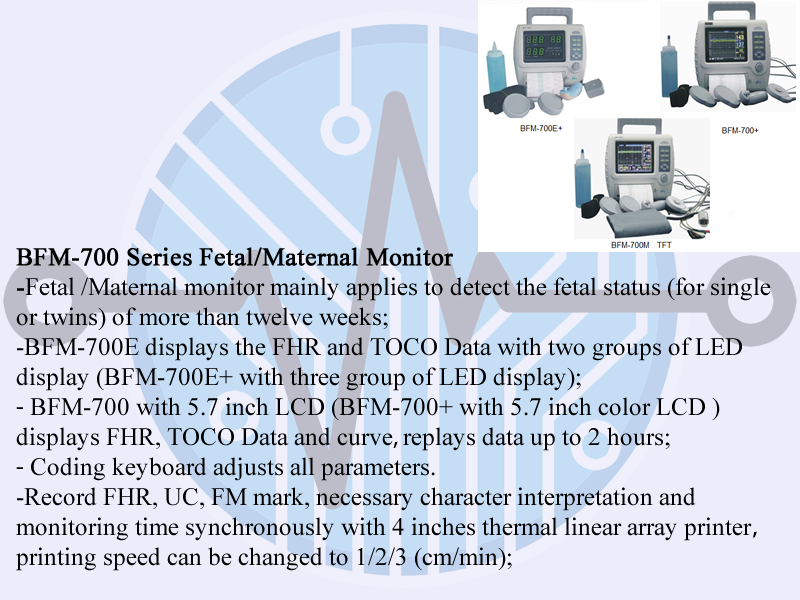 BFM-700E+
BFM-700+
BFM-700M TFT
BFM-700 Series Fetal/Maternal Monitor
-Fetal /Maternal monitor mainly applies to detect the fetal status (for single
or twins) of more than twelve weeks;
-BFM-700E displays the FHR and TOCO Data with two groups of LED
display (BFM-700E+ with three group of LED display);
- BFM-700 with 5.7 inch LCD (BFM-700+ with 5.7 inch color LCD )
displays FHR, TOCO Data and curve, replays data up to 2 hours;
- Coding keyboard adjusts all parameters.
-Record FHR, UC, FM mark, necessary character interpretation and
monitoring time synchronously with 4 inches thermal linear array printer,
printing speed can be changed to 1/2/3 (cm/min);